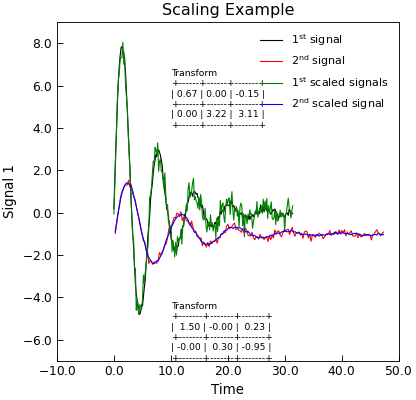 Scaling Example
Signal 1
8.0
6.0
4.0
2.0
0.0
−2.0
−4.0
−6.0
1st signal
2nd signal
1st scaled signals
2nd scaled signal
Transform
+------+------+-------+
| 0.67 | 0.00 | -0.15 |
+------+------+-------+
| 0.00 | 3.22 |  3.11 |
+------+------+-------+
Transform
+-------+-------+-------+
|  1.50 | -0.00 |  0.23 |
+-------+-------+-------+
| -0.00 |  0.30 | -0.95 |
+-------+-------+-------+
−10.0 0.0 10.0 20.0 30.0 40.0 50.0
Time